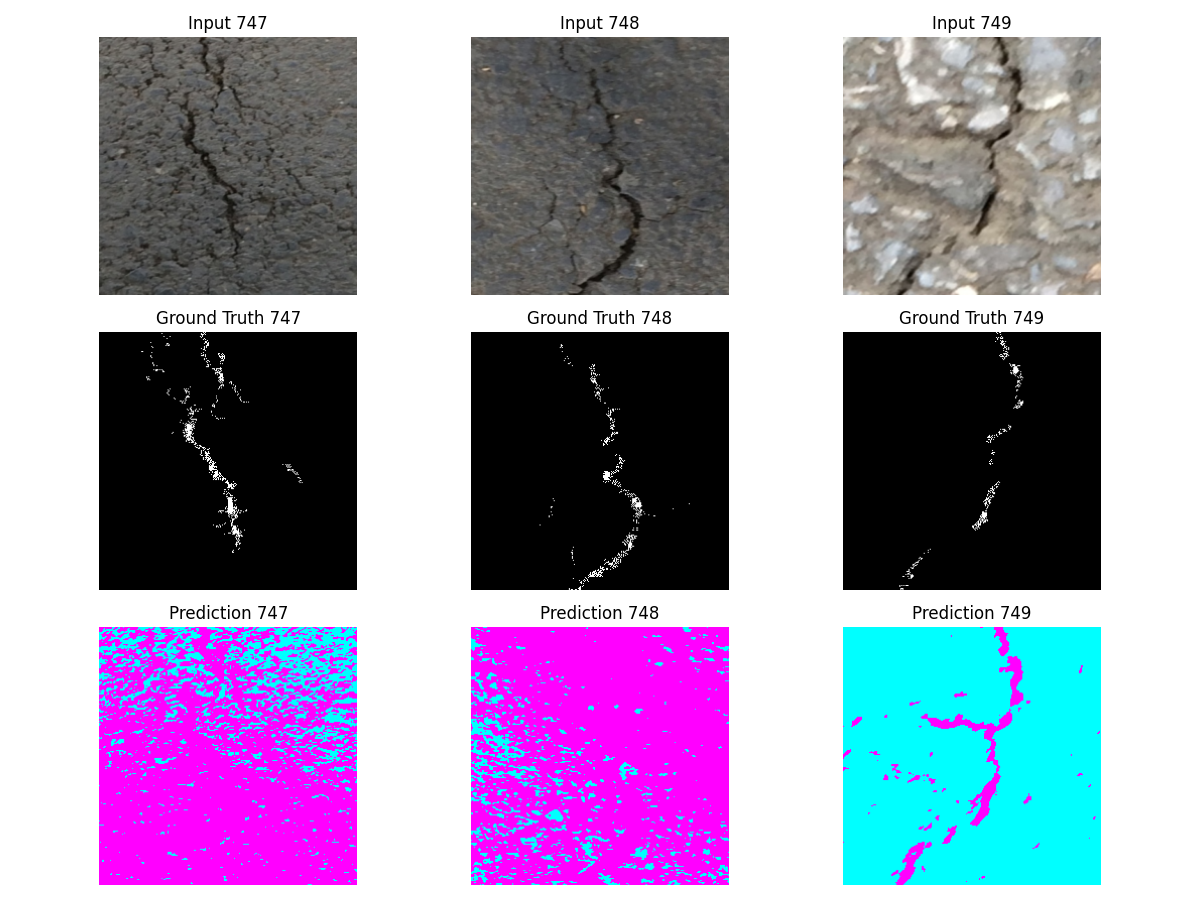 Input 747
Input 748
Input 749
Ground Truth 747
Ground Truth 748
Ground Truth 749
Prediction 747
Prediction 748
Prediction 749